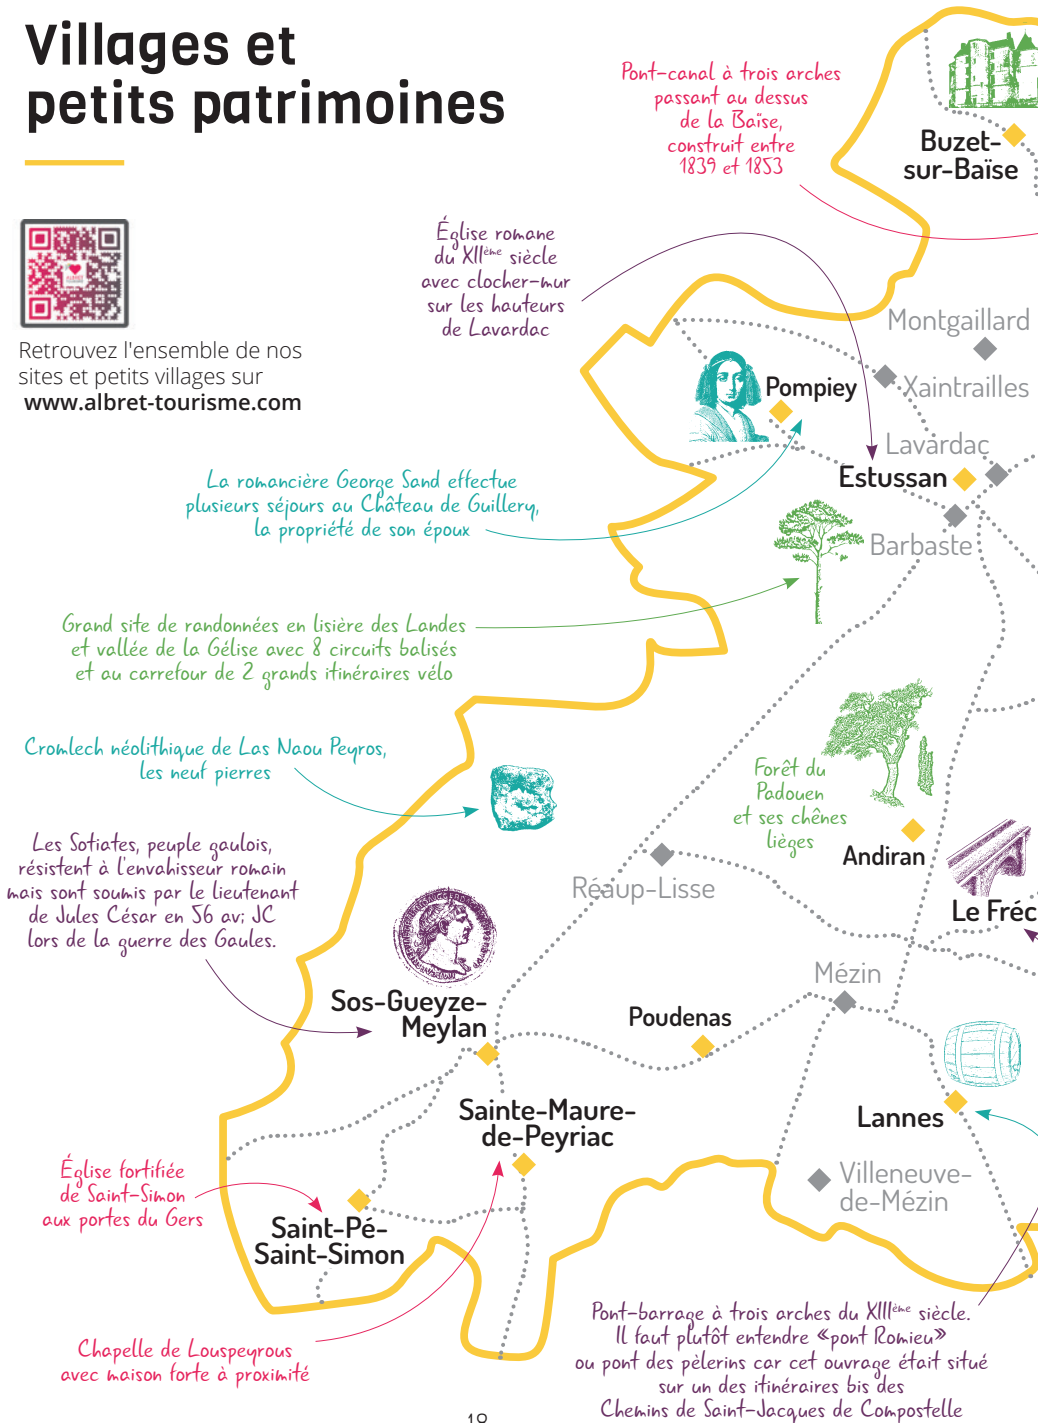 Villages et
petits patrimoines
Retrouvez l'ensemble de nos
sites et petits villages sur
www.albret-tourisme.com
Pont-canal à trois arches
passant au dessus
de la Baïse,
construit entre
1839 et 1853
Buzet-
sur-Baïse
Église romane
du XIIème siècle
avec clocher-mur
sur les hauteurs
de Lavardac
Montgaillard
Xaintrailles
Pompiey
Lavardac
Estussan
Barbaste
La romancière George Sand effectue
plusieurs séjours au Château de Guillery,
la propriété de son époux
Grand site de randonnées en lisière des Landes
et vallée de la Gélise avec 8 circuits balisés
et au carrefour de 2 grands itinéraires vélo
Cromlech néolithique de Las Naou Peyros,
les neuf pierres
Forêt du
Padouen
et ses chênes
lièges
Andiran
Les Sotiates, peuple gaulois,
résistent à l'envahisseur romain
mais sont soumis par le lieutenant
de Jules César en 56 av; JC
lors de la guerre des Gaules.
Réaup-Lisse
Le Fréc
Mézin
Sos-Gueyze-
Meylan
Poudenas
Sainte-Maure-
de-Peyriac
Lannes
Villeneuve-
de-Mézin
Église fortifiée
de Saint-Simon
aux portes du Gers
Saint-Pé-
Saint-Simon
Chapelle de Louspeyrous
avec maison forte à proximité
Pont-barrage à trois arches du XIIIème siècle.
Il faut plutôt entendre «pont Romieu»
ou pont des pèlerins car cet ouvrage était situé
sur un des itinéraires bis des
Chemins de Saint-Jacques de Compostelle